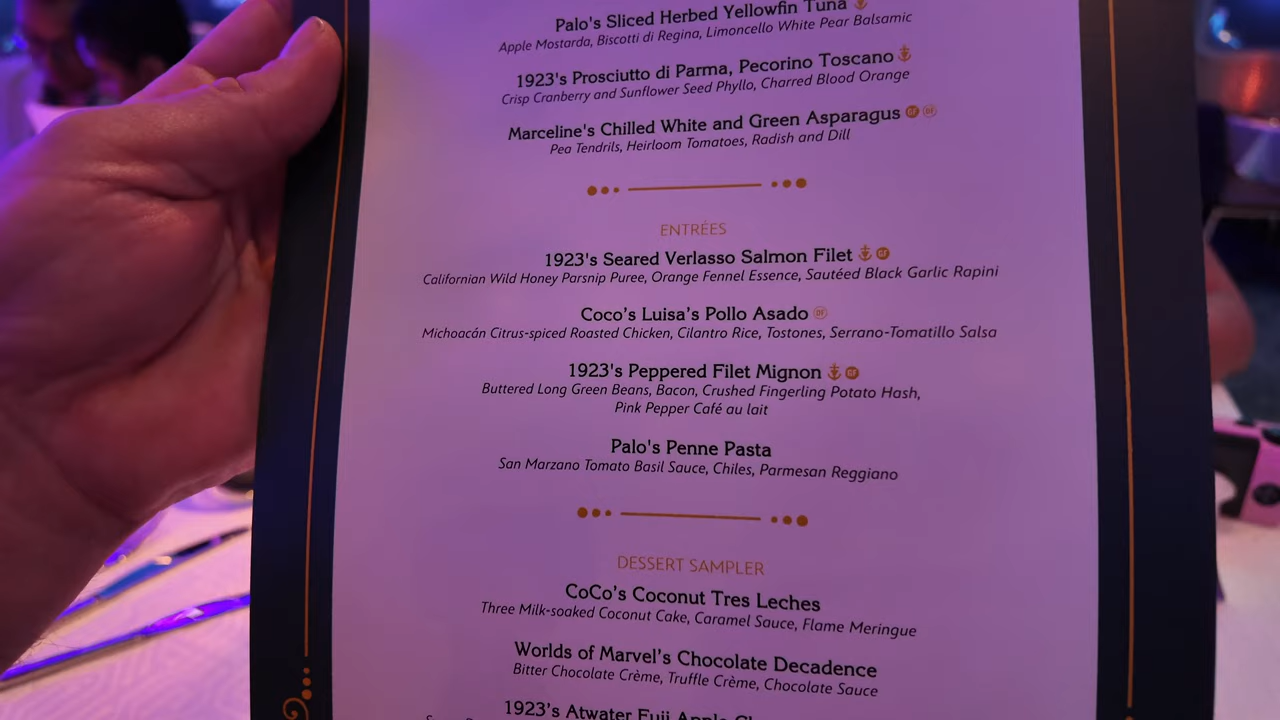 Palo's Sliced Herbed Yellowfin Tuna
Apple Mostarda, Biscotti di Regina, Limoncello White Pear Balsamic
1923's Prosciutto di Parma, Pecorino Toscano
Crisp Cranberry and Sunflower Seed Phyllo, Charred Blood Orange
Marceline's Chilled White and Green Asparagus GF DF
Pea Tendrils, Heirloom Tomatoes, Radish and Dill
ENTRÉES
1923's Seared Verlasso Salmon Filet GF
Californian Wild Honey Parsnip Puree, Orange Fennel Essence, Sautéed Black Garlic Rapini
Coco's Luisa's Pollo Asado DF
Michoacán Citrus-spiced Roasted Chicken, Cilantro Rice, Tostones, Serrano-Tomatillo Salsa
1923's Peppered Filet Mignon GF
Buttered Long Green Beans, Bacon, Crushed Fingerling Potato Hash,
Pink Pepper Café au lait
Palo's Penne Pasta
San Marzano Tomato Basil Sauce, Chiles, Parmesan Reggiano
DESSERT SAMPLER
CoCo's Coconut Tres Leches
Three Milk-soaked Coconut Cake, Caramel Sauce, Flame Meringue
Worlds of Marvel's Chocolate Decadence
Bitter Chocolate Crème, Truffle Crème, Chocolate Sauce
1923's Atwater Fuji Apple